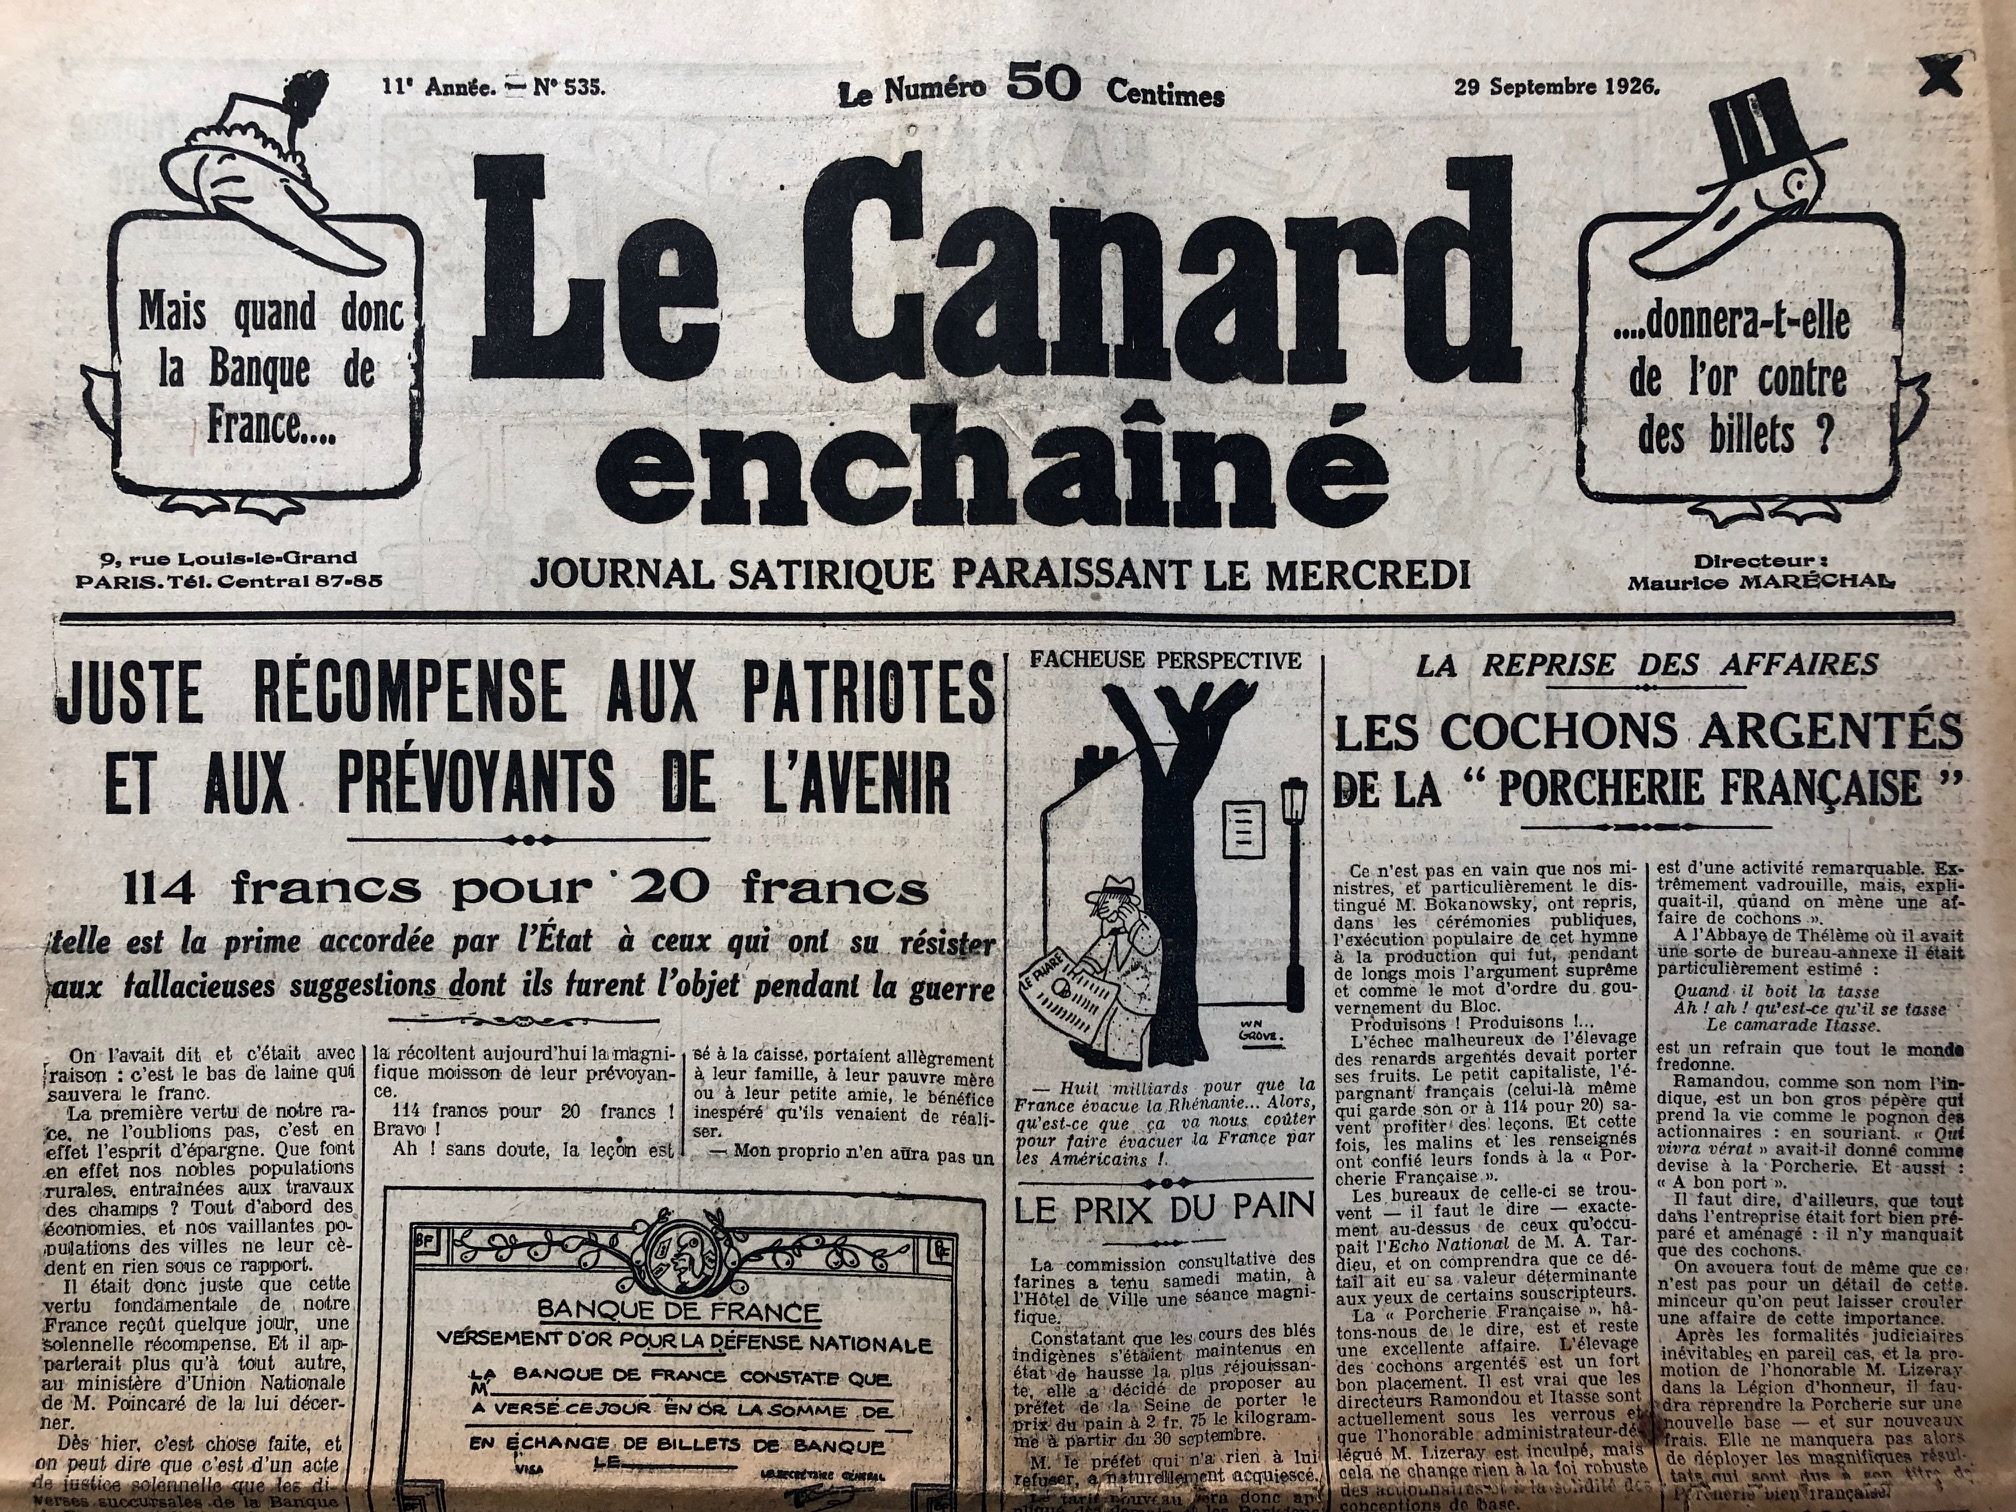 11e Année. — No 535.
Le Numéro 50 Centimes
29 Septembre 1926.
Mais quand donc
la Banque de
France....
Le Canard
enchaîné
....donnera-t-elle
de l'or contre
des billets ?
9, rue Louis-le-Grand
PARIS. Tél. Central 87-85
JOURNAL SATIRIQUE PARAISSANT LE MERCREDI
Directeur :
Maurice MARÉCHAL
JUSTE RÉCOMPENSE AUX PATRIOTES
ET AUX PRÉVOYANTS DE L'AVENIR
114 francs pour 20 francs
telle est la prime accordée par l'État à ceux qui ont su résister
aux fallacieuses suggestions dont ils furent l'objet pendant la guerre
On l'avait dit et c'était avec
raison : c'est le bas de laine qui
sauvera le franc.
La première vertu de notre ra-
ce, ne l'oublions pas, c'est en
effet l'esprit d'épargne. Que font
en effet nos nobles populations
rurales, entraînées aux travaux
des champs ? Tout d'abord des
économies, et nos vaillantes po-
pulations des villes ne leur cè-
dent en rien sous ce rapport.
Il était donc juste que cette
vertu fondamentale de notre
France reçût quelque jour, une
solennelle récompense. Et il ap-
parterait plus qu'à tout autre,
au ministère d'Union Nationale
de M. Poincaré de la lui décer-
ner.
Dès hier, c'est chose faite, et
on peut dire que c'est d'un acte
de justice solennelle que les di-
verses succursales de la Banque
la récoltent aujourd'hui la magni-
fique moisson de leur prévoyan-
ce.
114 francs pour 20 francs !
Bravo !
Ah ! sans doute, la leçon est
sé à la caisse, portaient allègrement
à leur famille, à leur pauvre mère
ou à leur petite amie, le bénéfice
inespéré qu'ils venaient de réali-
ser.
— Mon proprio n'en aura pas un
BF
BF
BANQUE DE FRANCE
VERSEMENT D'OR POUR LA DÉFENSE NATIONALE
LA BANQUE DE FRANCE CONSTATE QUE
M
A VERSÉ CE JOUR EN OR LA SOMME DE
EN ÉCHANGE DE BILLETS DE BANQUE
VISA LE
LE SECRÉTAIRE GÉNÉRAL
FACHEUSE PERSPECTIVE
LE PHARE
WN
GROVE.
— Huit milliards pour que la
France évacue la Rhénanie... Alors,
qu'est-ce que ça va nous coûter
pour faire évacuer la France par
les Américains !.
LE PRIX DU PAIN
La commission consultative des
farines a tenu samedi matin, à
l'Hôtel de Ville une séance magni-
fique.
Constatant que les cours des blés
indigènes s'étaient maintenus en
état de hausse la plus réjouissan-
te, elle a décidé de proposer au
préfet de la Seine de porter le
prix du pain à 2 fr. 75 le kilogram-
me à partir du 30 septembre.
M. le préfet qui n'a rien à lui
refuser, a naturellement acquiescé.
Le tarif nouveau sera donc ap-
LA REPRISE DES AFFAIRES
LES COCHONS ARGENTÉS
DE LA " PORCHERIE FRANÇAISE "
Ce n'est pas en vain que nos mi-
nistres, et particulièrement le dis-
tingué M. Bokanowsky, ont repris,
dans les cérémonies publiques,
l'exécution populaire de cet hymne
à la production qui fut, pendant
de longs mois l'argument suprême
et comme le mot d'ordre du gou-
vernement du Bloc.
Produisons ! Produisons !...
L'échec malheureux de l'élevage
des renards argentés devait porter
ses fruits. Le petit capitaliste, l'é-
pargnant français (celui-là même
qui garde son or à 114 pour 20) sa-
vent profiter des leçons. Et cette
fois, les malins et les renseignés
ont confié leurs fonds à la « Por-
cherie Française ».
Les bureaux de celle-ci se trou-
vent — il faut le dire — exacte-
ment au-dessus de ceux qu'occu-
pait l'Echo National de M. A. Tar-
dieu, et on comprendra que ce dé-
tail ait eu sa valeur déterminante
aux yeux de certains souscripteurs.
La « Porcherie Française », hâ-
tons-nous de le dire, est et reste
une excellente affaire. L'élevage
des cochons argentés est un fort
bon placement. Il est vrai que les
directeurs Ramandou et Itasse sont
actuellement sous les verrous et
que l'honorable administrateur-dé-
légué M. Lizeray est inculpé, mais
cela ne change rien à la foi robuste
des actionnaires et à la solidité des
conceptions de base.
est d'une activité remarquable. Ex-
trêmement vadrouille, mais, expli-
quait-il, quand on mène une af-
faire de cochons ».
A l'Abbaye de Thélème où il avait
une sorte de bureau-annexe il était
particulièrement estimé :
Quand il boit la tasse
Ah ! ah ! qu'est-ce qu'il se tasse
Le camarade Itasse.
est un refrain que tout le monde
fredonne.
Ramandou, comme son nom l'in-
dique, est un bon gros pépère qui
prend la vie comme le pognon des
actionnaires : en souriant. « Qui
vivra vérat » avait-il donné comme
devise à la Porcherie. Et aussi :
« A bon port ».
Il faut dire, d'ailleurs, que tout
dans l'entreprise était fort bien pré-
paré et aménagé : il n'y manquait
que des cochons.
On avouera tout de même que ce
n'est pas pour un détail de cette
minceur qu'on peut laisser crouler
une affaire de cette importance.
Après les formalités judiciaires
inévitables en pareil cas, et la pro-
motion de l'honorable M. Lizeray
dans la Légion d'honneur, il fau-
dra réprendre la Porcherie sur une
nouvelle base — et sur nouveaux
frais. Elle ne manquera pas alors
de déployer les magnifiques résul-
tats qui sont dus à son titre de
Porcherie bien française.